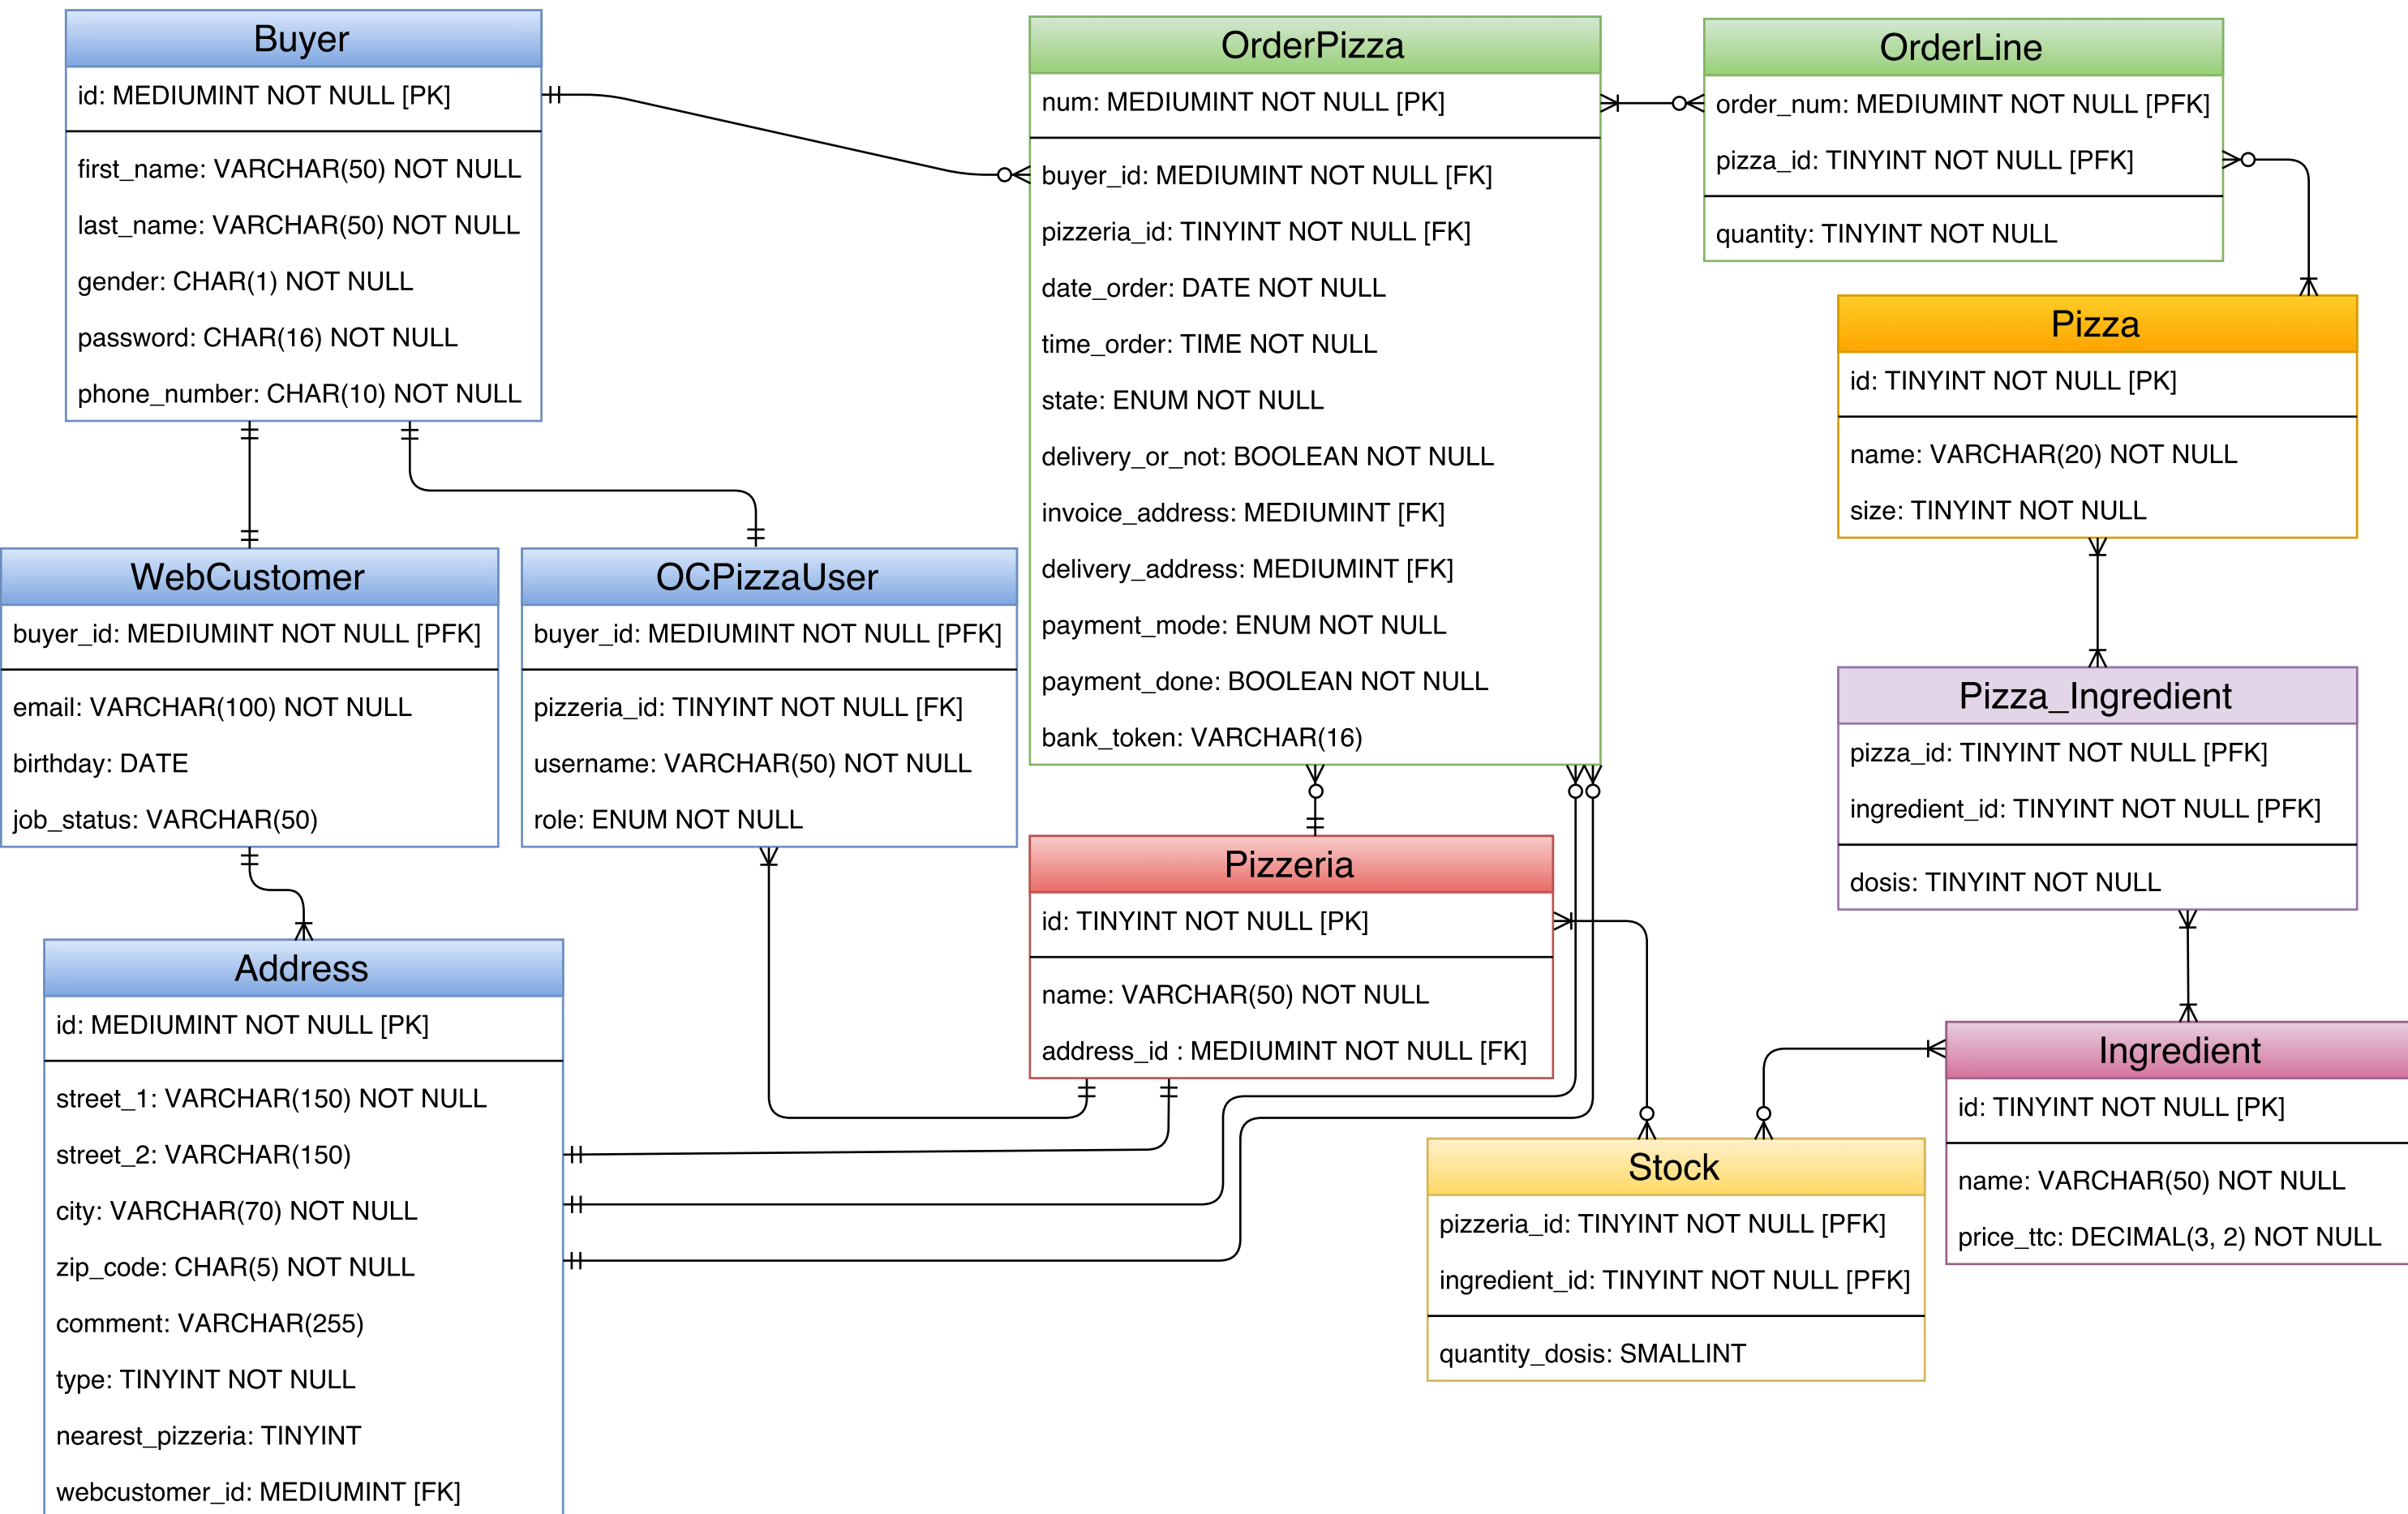 Buyer
id: MEDIUMINT NOT NULL [PK]
first_name: VARCHAR(50) NOT NULL
last_name: VARCHAR(50) NOT NULL
gender: CHAR(1) NOT NULL
password: CHAR(16) NOT NULL
phone_number: CHAR(10) NOT NULL
OrderPizza
num: MEDIUMINT NOT NULL [PK]
buyer_id: MEDIUMINT NOT NULL [FK]
pizzeria_id: TINYINT NOT NULL [FK]
date_order: DATE NOT NULL
time_order: TIME NOT NULL
state: ENUM NOT NULL
delivery_or_not: BOOLEAN NOT NULL
invoice_address: MEDIUMINT [FK]
delivery_address: MEDIUMINT [FK]
payment_mode: ENUM NOT NULL
payment_done: BOOLEAN NOT NULL
bank_token: VARCHAR(16)
OrderLine
order_num: MEDIUMINT NOT NULL [PFK]
pizza_id: TINYINT NOT NULL [PFK]
quantity: TINYINT NOT NULL
Pizza
id: TINYINT NOT NULL [PK]
name: VARCHAR(20) NOT NULL
size: TINYINT NOT NULL
WebCustomer
buyer_id: MEDIUMINT NOT NULL [PFK]
email: VARCHAR(100) NOT NULL
birthday: DATE
job_status: VARCHAR(50)
OCPizzaUser
buyer_id: MEDIUMINT NOT NULL [PFK]
pizzeria_id: TINYINT NOT NULL [FK]
username: VARCHAR(50) NOT NULL
role: ENUM NOT NULL
Pizza_Ingredient
pizza_id: TINYINT NOT NULL [PFK]
ingredient_id: TINYINT NOT NULL [PFK]
dosis: TINYINT NOT NULL
Pizzeria
id: TINYINT NOT NULL [PK]
name: VARCHAR(50) NOT NULL
address_id : MEDIUMINT NOT NULL [FK]
Address
id: MEDIUMINT NOT NULL [PK]
street_1: VARCHAR(150) NOT NULL
street_2: VARCHAR(150)
city: VARCHAR(70) NOT NULL
zip_code: CHAR(5) NOT NULL
comment: VARCHAR(255)
type: TINYINT NOT NULL
nearest_pizzeria: TINYINT
webcustomer_id: MEDIUMINT [FK]
Ingredient
id: TINYINT NOT NULL [PK]
name: VARCHAR(50) NOT NULL
price_ttc: DECIMAL(3, 2) NOT NULL
Stock
pizzeria_id: TINYINT NOT NULL [PFK]
ingredient_id: TINYINT NOT NULL [PFK]
quantity_dosis: SMALLINT